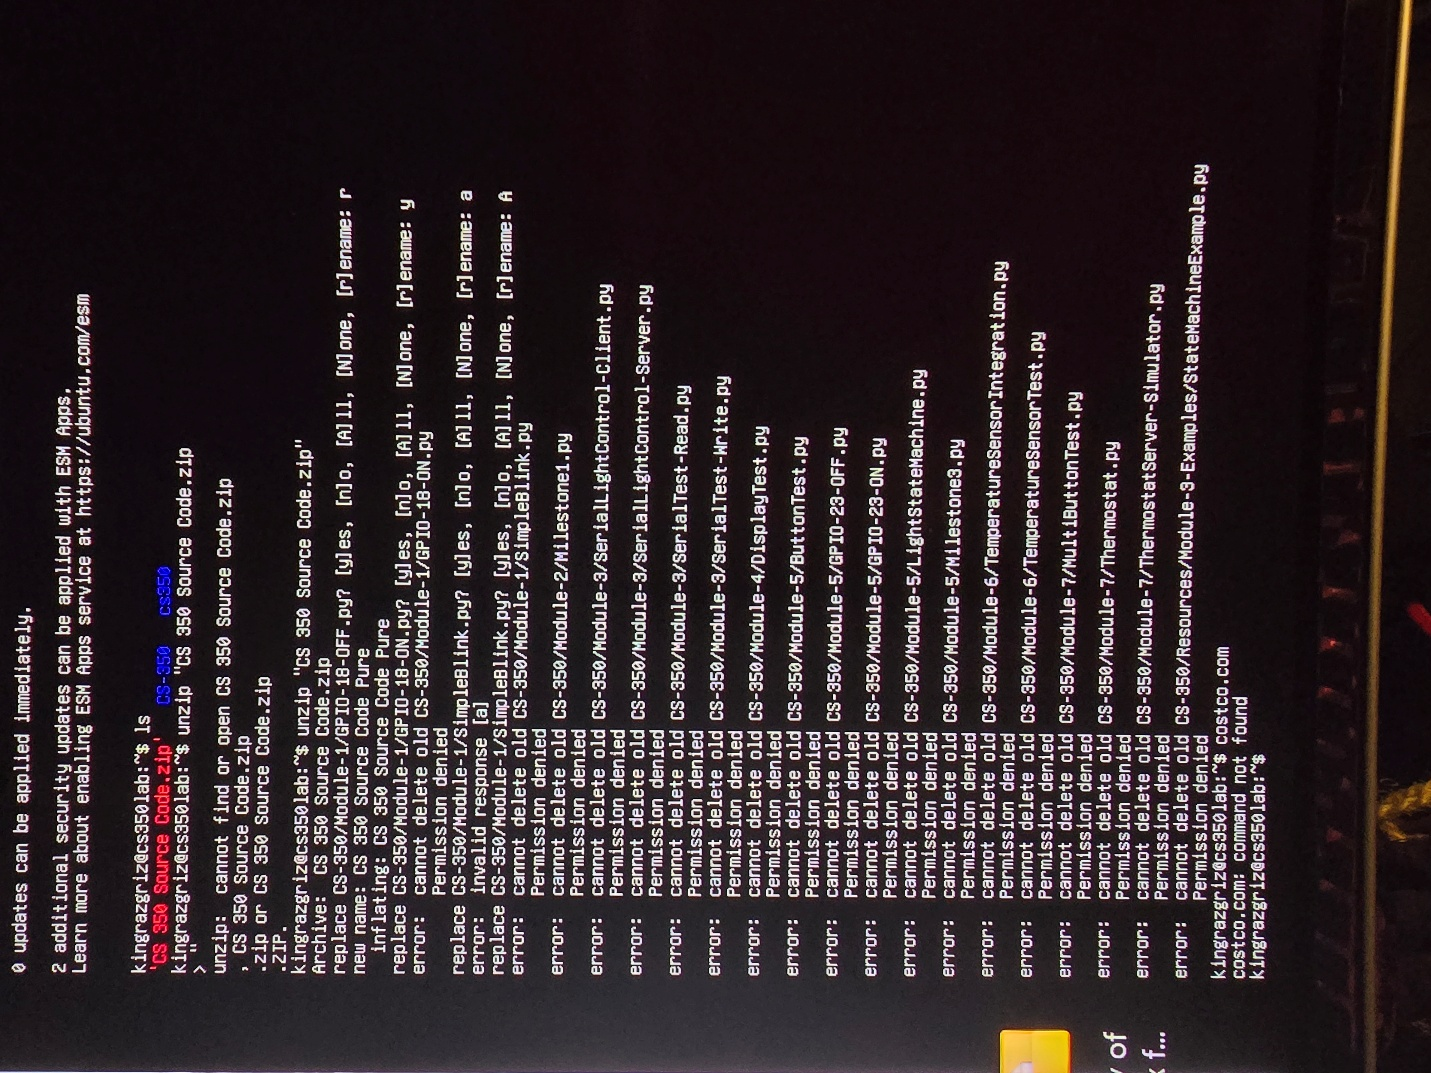 0 updates can be applied immediately.
2 additional security updates can be applied with ESM Apps.
Learn more about enabling ESM Apps service at https://ubuntu.com/esm
kingrazgriz@cs350lab:~$ ls
'CS 350 Source Code.zip'   CS-350   cs350
kingrazgriz@cs350lab:~$ unzip "CS 350 Source Code.zip
> "
unzip:  cannot find or open CS 350 Source Code.zip
, CS 350 Source Code.zip
.zip or CS 350 Source Code.zip
.ZIP.
kingrazgriz@cs350lab:~$ unzip "CS 350 Source Code.zip"
Archive:  CS 350 Source Code.zip
replace CS-350/Module-1/GPIO-18-OFF.py? [y]es, [n]o, [A]ll, [N]one, [r]ename: r
new name: CS 350 Source Code Pure
  inflating: CS 350 Source Code Pure
replace CS-350/Module-1/GPIO-18-ON.py? [y]es, [n]o, [A]ll, [N]one, [r]ename: y
error:  cannot delete old CS-350/Module-1/GPIO-18-ON.py
        Permission denied
replace CS-350/Module-1/SimpleBlink.py? [y]es, [n]o, [A]ll, [N]one, [r]ename: a
error:  invalid response [a]
replace CS-350/Module-1/SimpleBlink.py? [y]es, [n]o, [A]ll, [N]one, [r]ename: A
error:  cannot delete old CS-350/Module-1/SimpleBlink.py
        Permission denied
error:  cannot delete old CS-350/Module-2/Milestone1.py
        Permission denied
error:  cannot delete old CS-350/Module-3/SerialLightControl-Client.py
        Permission denied
error:  cannot delete old CS-350/Module-3/SerialLightControl-Server.py
        Permission denied
error:  cannot delete old CS-350/Module-3/SerialTest-Read.py
        Permission denied
error:  cannot delete old CS-350/Module-3/SerialTest-Write.py
        Permission denied
error:  cannot delete old CS-350/Module-4/DisplayTest.py
        Permission denied
error:  cannot delete old CS-350/Module-5/ButtonTest.py
        Permission denied
error:  cannot delete old CS-350/Module-5/GPIO-23-OFF.py
        Permission denied
error:  cannot delete old CS-350/Module-5/GPIO-23-ON.py
        Permission denied
error:  cannot delete old CS-350/Module-5/LightStateMachine.py
        Permission denied
error:  cannot delete old CS-350/Module-5/Milestone3.py
        Permission denied
error:  cannot delete old CS-350/Module-6/TemperatureSensorIntegration.py
        Permission denied
error:  cannot delete old CS-350/Module-6/TemperatureSensorTest.py
        Permission denied
error:  cannot delete old CS-350/Module-7/MultiButtonTest.py
        Permission denied
error:  cannot delete old CS-350/Module-7/Thermostat.py
        Permission denied
error:  cannot delete old CS-350/Module-7/ThermostatServer-Simulator.py
        Permission denied
error:  cannot delete old CS-350/Resources/Module-3-Examples/StateMachineExample.py
        Permission denied
kingrazgriz@cs350lab:~$ costco.com
costco.com: command not found
kingrazgriz@cs350lab:~$
of
f...